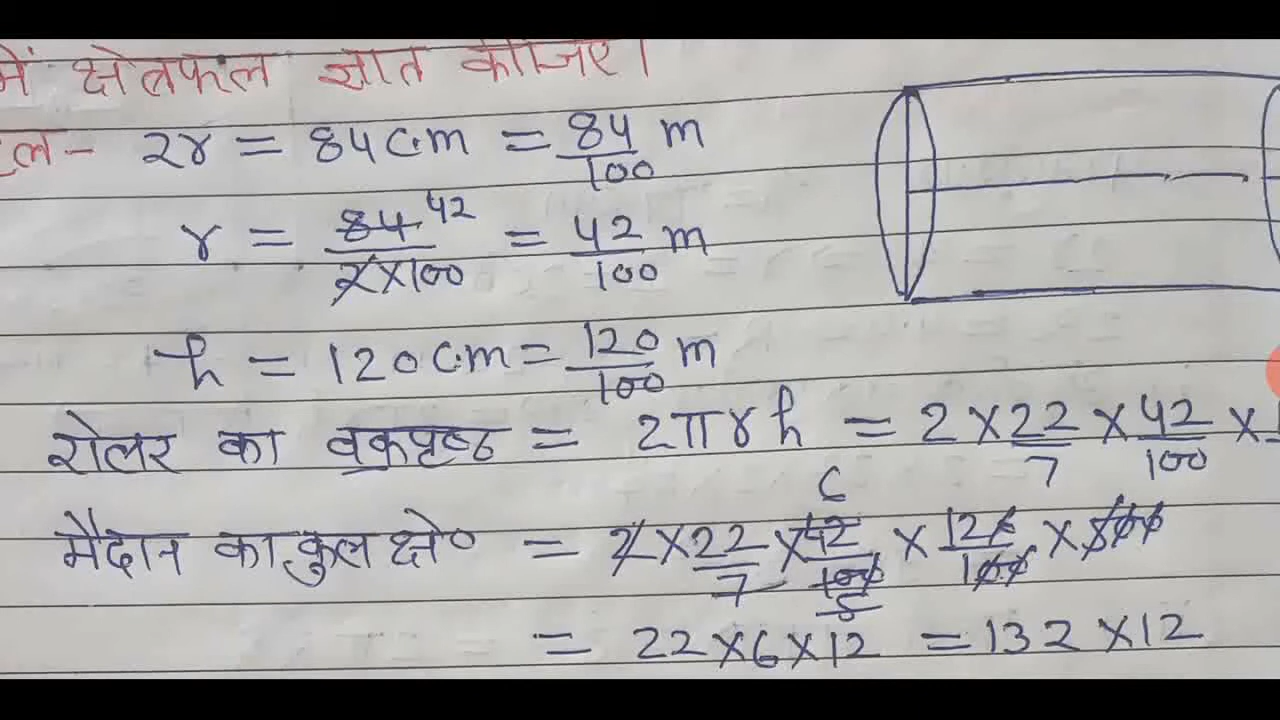 में क्षेत्रफल ज्ञात कीजिए।
हल- 2r = 84cm = 84/100 m
r = 84/2×100 42 = 42/100 m
h = 120cm = 120/100 m
रोलर का वक्रपृष्ठ = 2πrh = 2×22/7×42/100×
मैदान का कुल क्षे॰ = 2×22/7×42/100×120/100×500
= 22×6×12 = 132×12